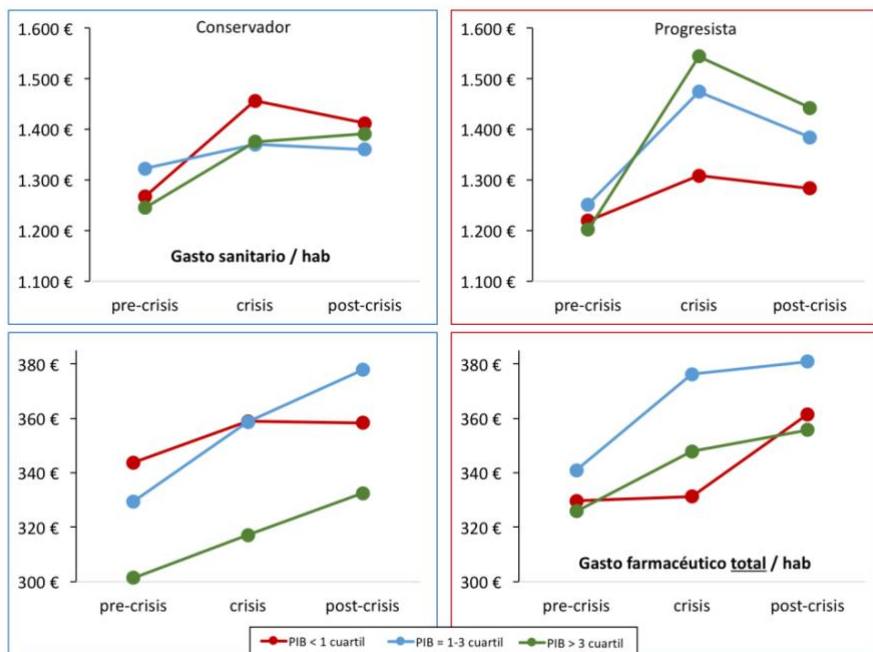 Conservador
1.600 €
1.500 €
1.400 €
1.300 €
1.200 €
1.100 €
Gasto sanitario / hab
pre-crisis crisis post-crisis
Progresista
1.600 €
1.500 €
1.400 €
1.300 €
1.200 €
1.100 €
pre-crisis crisis post-crisis
380 €
360 €
340 €
320 €
300 €
pre-crisis crisis post-crisis
380 €
360 €
340 €
320 €
300 €
Gasto farmacéutico total / hab
pre-crisis crisis post-crisis
PIB < 1 cuartil PIB = 1-3 cuartil PIB > 3 cuartil